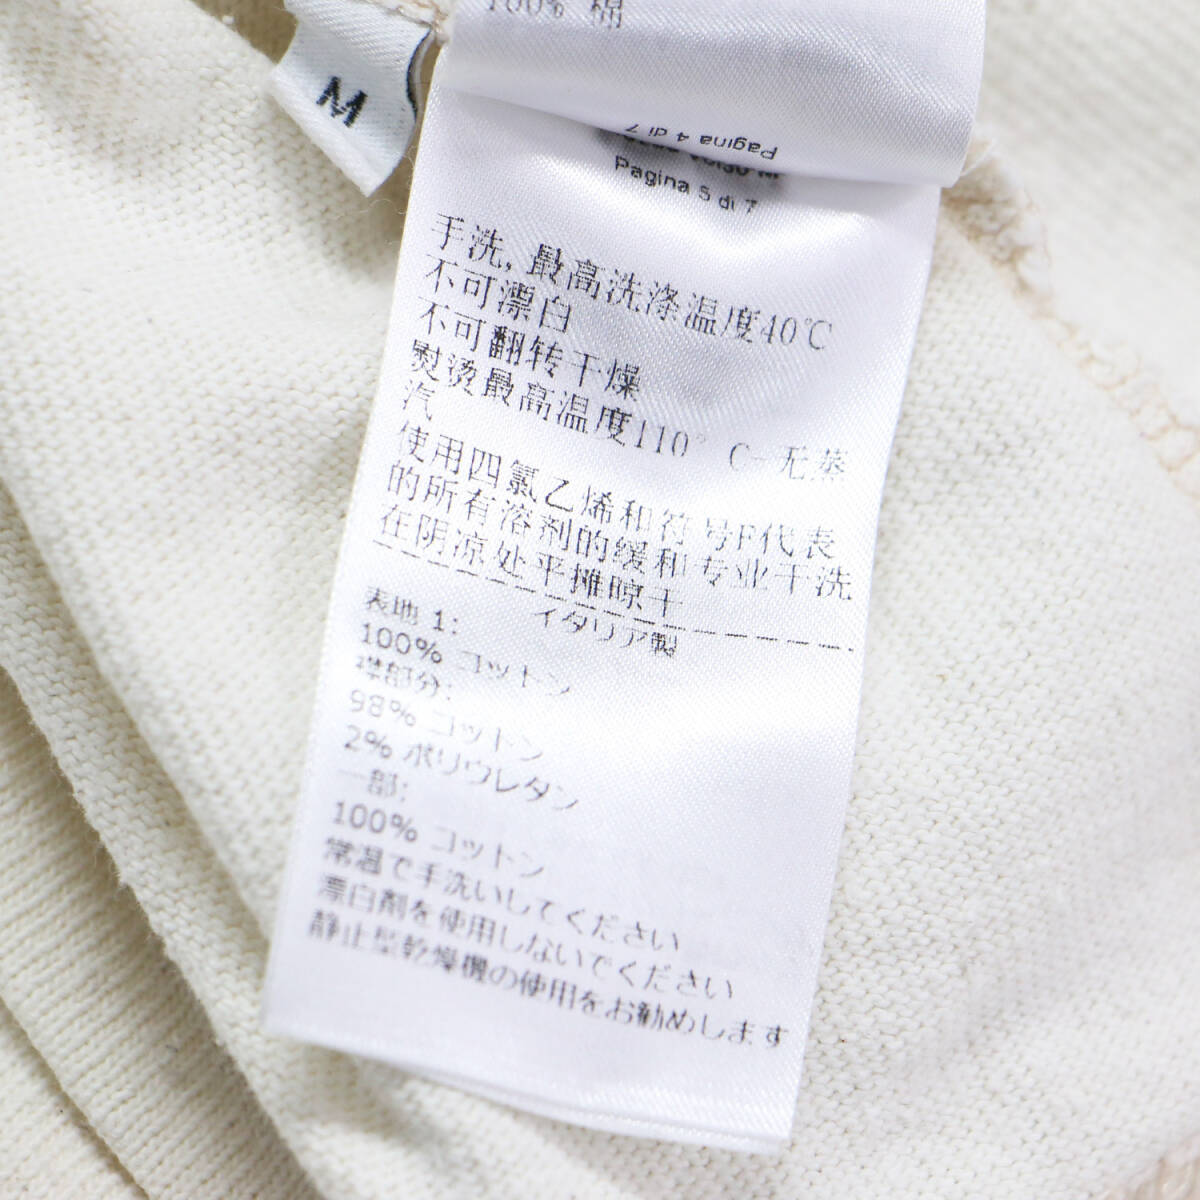 100% 棉
M
Pagina 4 di 7
Pagina 5 di 7
手洗, 最高洗涤温度40℃
不可漂白
不可翻转干燥
熨烫最高温度110° C-无蒸
汽
使用四氯乙烯和符号F代表
的所有溶剂的缓和专业干洗
在阴凉处平摊晾干
イタリア製
表地 1:
100% コットン
襟部分:
98% コットン
2% ポリウレタン
一部:
100% コットン
常温で手洗いしてください
漂白剤を使用しないでください
静止型乾燥機の使用をお勧めします